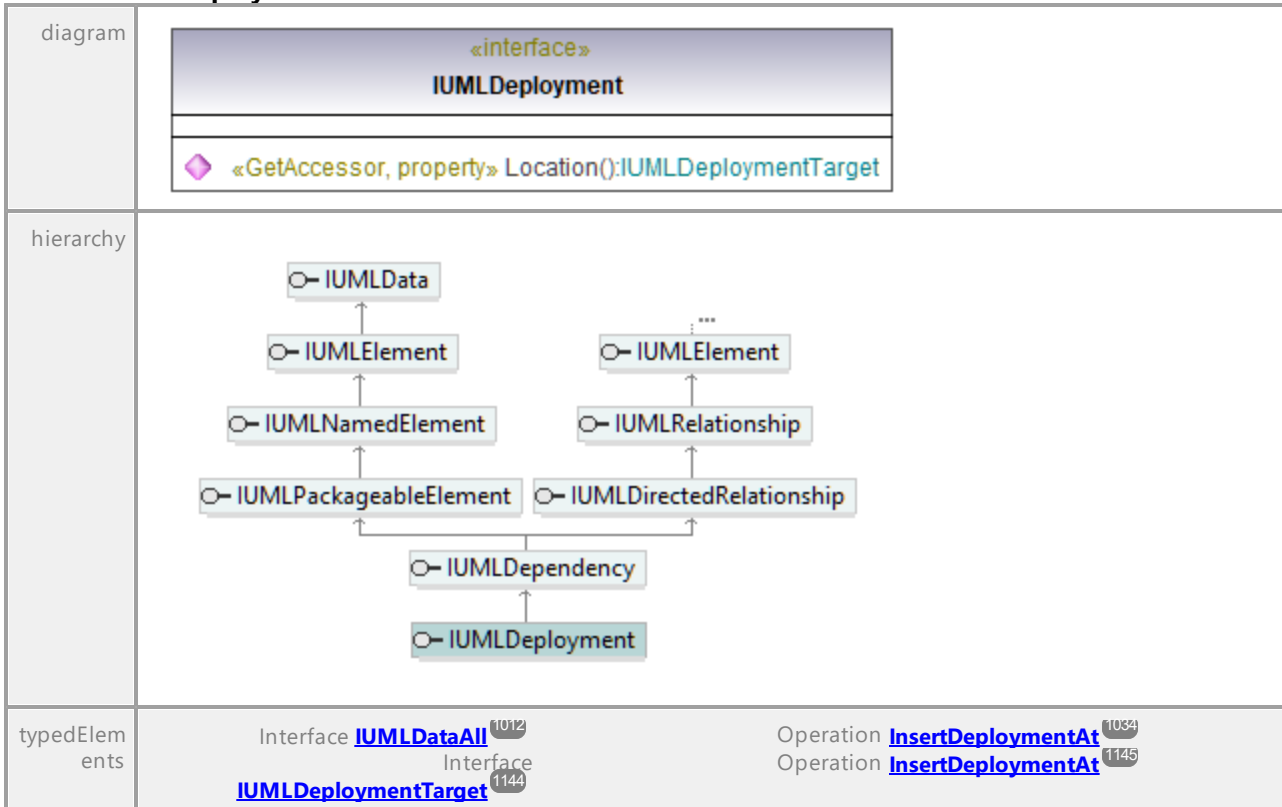 diagram
«interface»
IUMLDeployment
«GetAccessor, property» Location():IUMLDeploymentTarget
hierarchy
IUMLData
...
IUMLElement IUMLElement
IUMLNamedElement IUMLRelationship
IUMLPackageableElement IUMLDirectedRelationship
IUMLDependency
IUMLDeployment
typedElem
ents
Interface IUMLDataAll 1012 Operation InsertDeploymentAt 1034
Interface Operation InsertDeploymentAt 1145
IUMLDeploymentTarget 1144